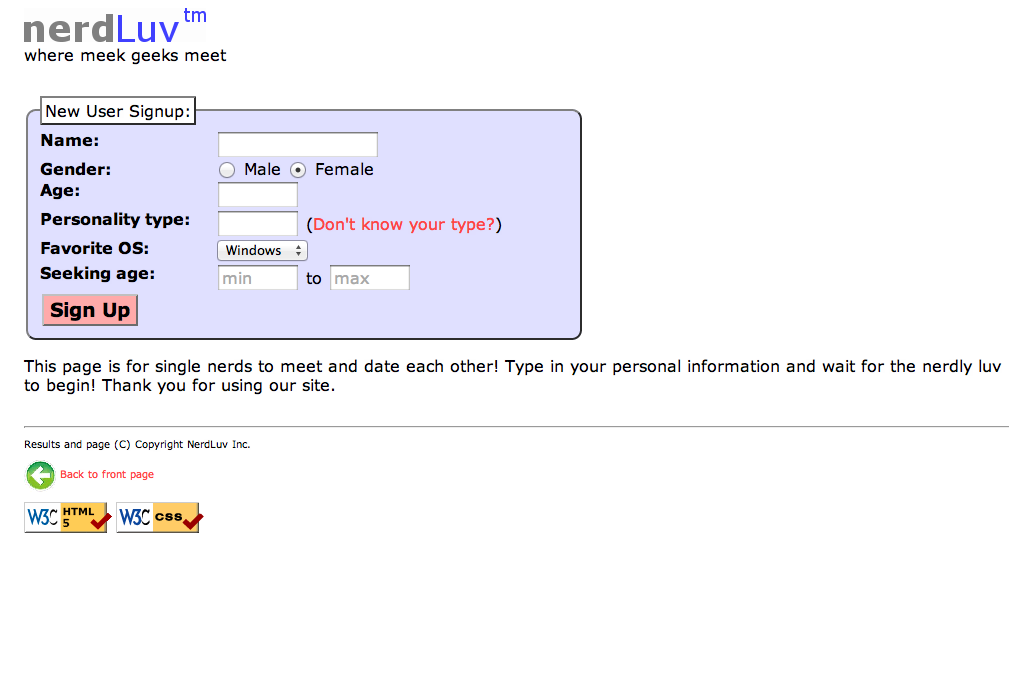 nerdLuv tm
where meek geeks meet
New User Signup:
Name:
Gender: Male Female
Age:
Personality type: (Don't know your type?)
Favorite OS: Windows
Seeking age: min to max
Sign Up
This page is for single nerds to meet and date each other! Type in your personal information and wait for the nerdly luv
to begin! Thank you for using our site.
Results and page (C) Copyright NerdLuv Inc.
Back to front page
W3C HTML 5 W3C css